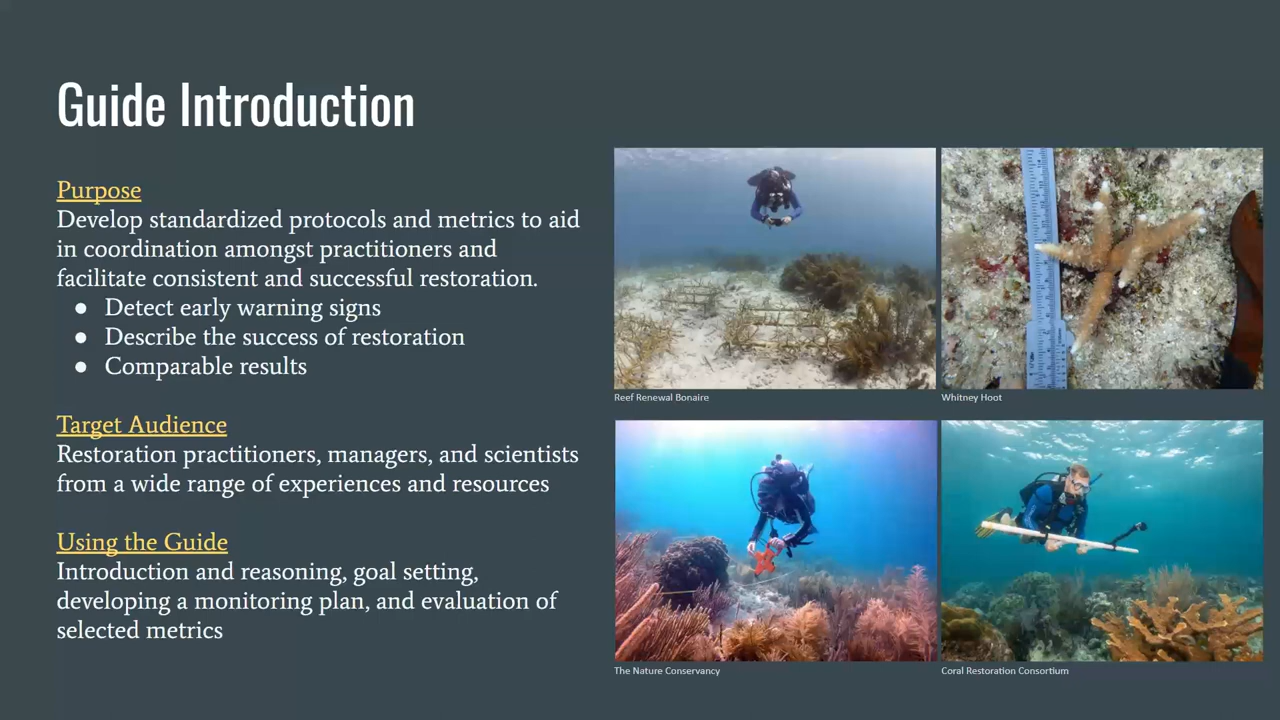 Guide Introduction
Purpose
Develop standardized protocols and metrics to aid
in coordination amongst practitioners and
facilitate consistent and successful restoration.
● Detect early warning signs
● Describe the success of restoration
● Comparable results
Target Audience
Restoration practitioners, managers, and scientists
from a wide range of experiences and resources
Using the Guide
Introduction and reasoning, goal setting,
developing a monitoring plan, and evaluation of
selected metrics
Reef Renewal Bonaire
Whitney Hoot
The Nature Conservancy
Coral Restoration Consortium